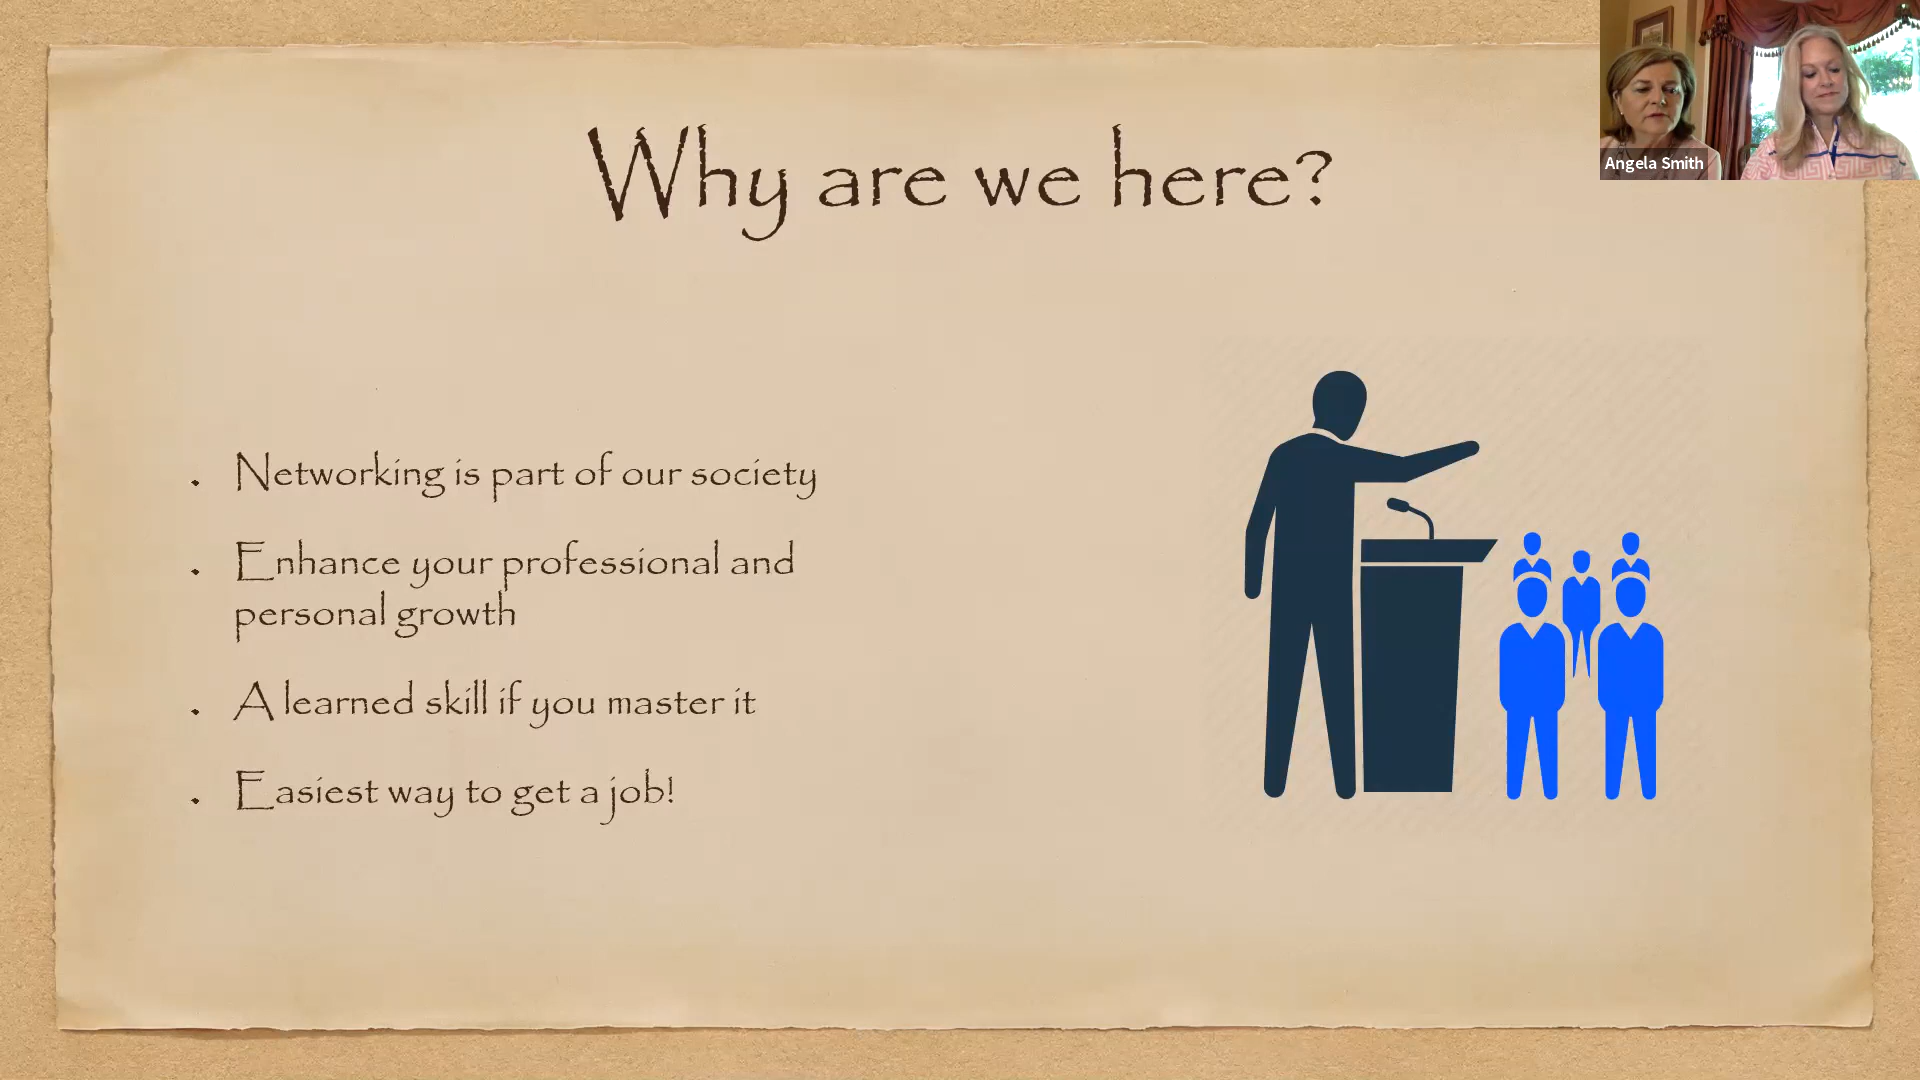 Why are we here?
Angela Smith
Networking is part of our society
Enhance your professional and
personal growth
A learned skill if you master it
Easiest way to get a job!